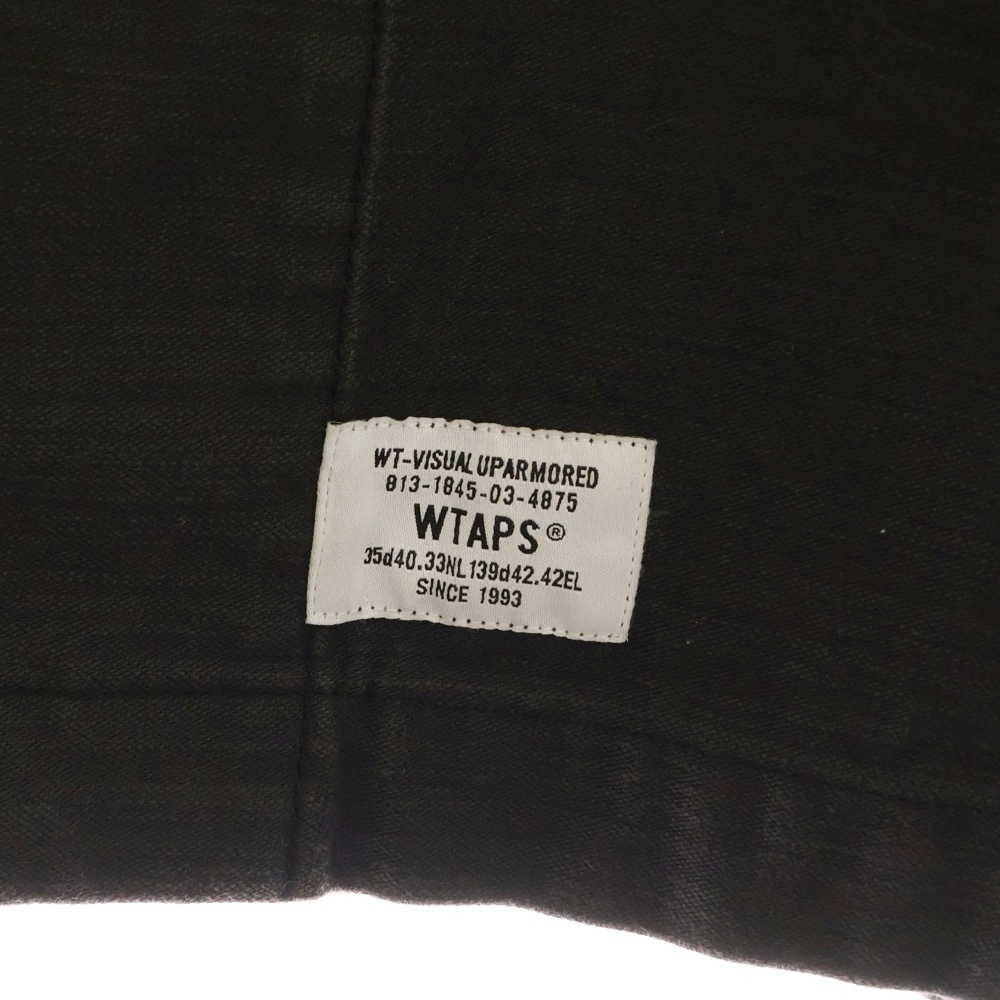 WT-VISUAL UPARMORED
813-1845-03-4875
WTAPS®
35d40.33NL139d42.42EL
SINCE 1993